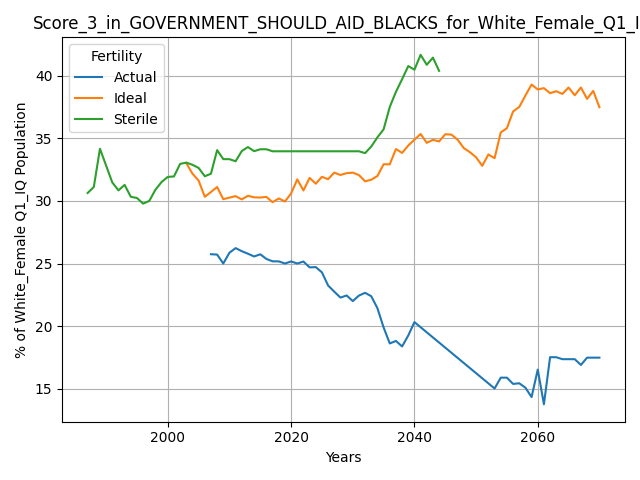 Score_3_in_GOVERNMENT_SHOULD_AID_BLACKS_for_White_Female_Q1_I
Fertility
Actual
Ideal
Sterile
% of White_Female Q1_IQ Population
40
35
30
25
20
15
2000
2020
2040
2060
Years